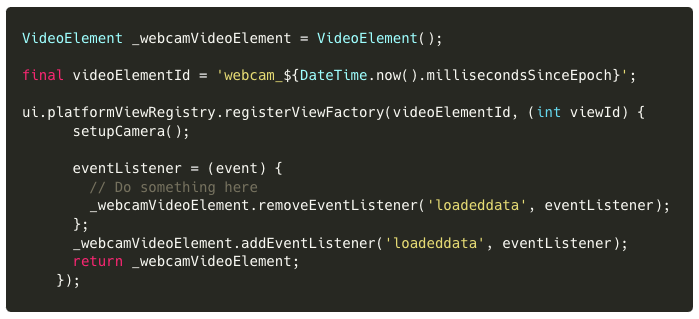 VideoElement _webcamVideoElement = VideoElement();
final videoElementId = 'webcam_${DateTime.now().millisecondsSinceEpoch}';
ui.platformViewRegistry.registerViewFactory(videoElementId, (int viewId) {
setupCamera();
eventListener = (event) {
// Do something here
_webcamVideoElement.removeEventListener('loadeddata', eventListener);
};
_webcamVideoElement.addEventListener('loadeddata', eventListener);
return _webcamVideoElement;
});